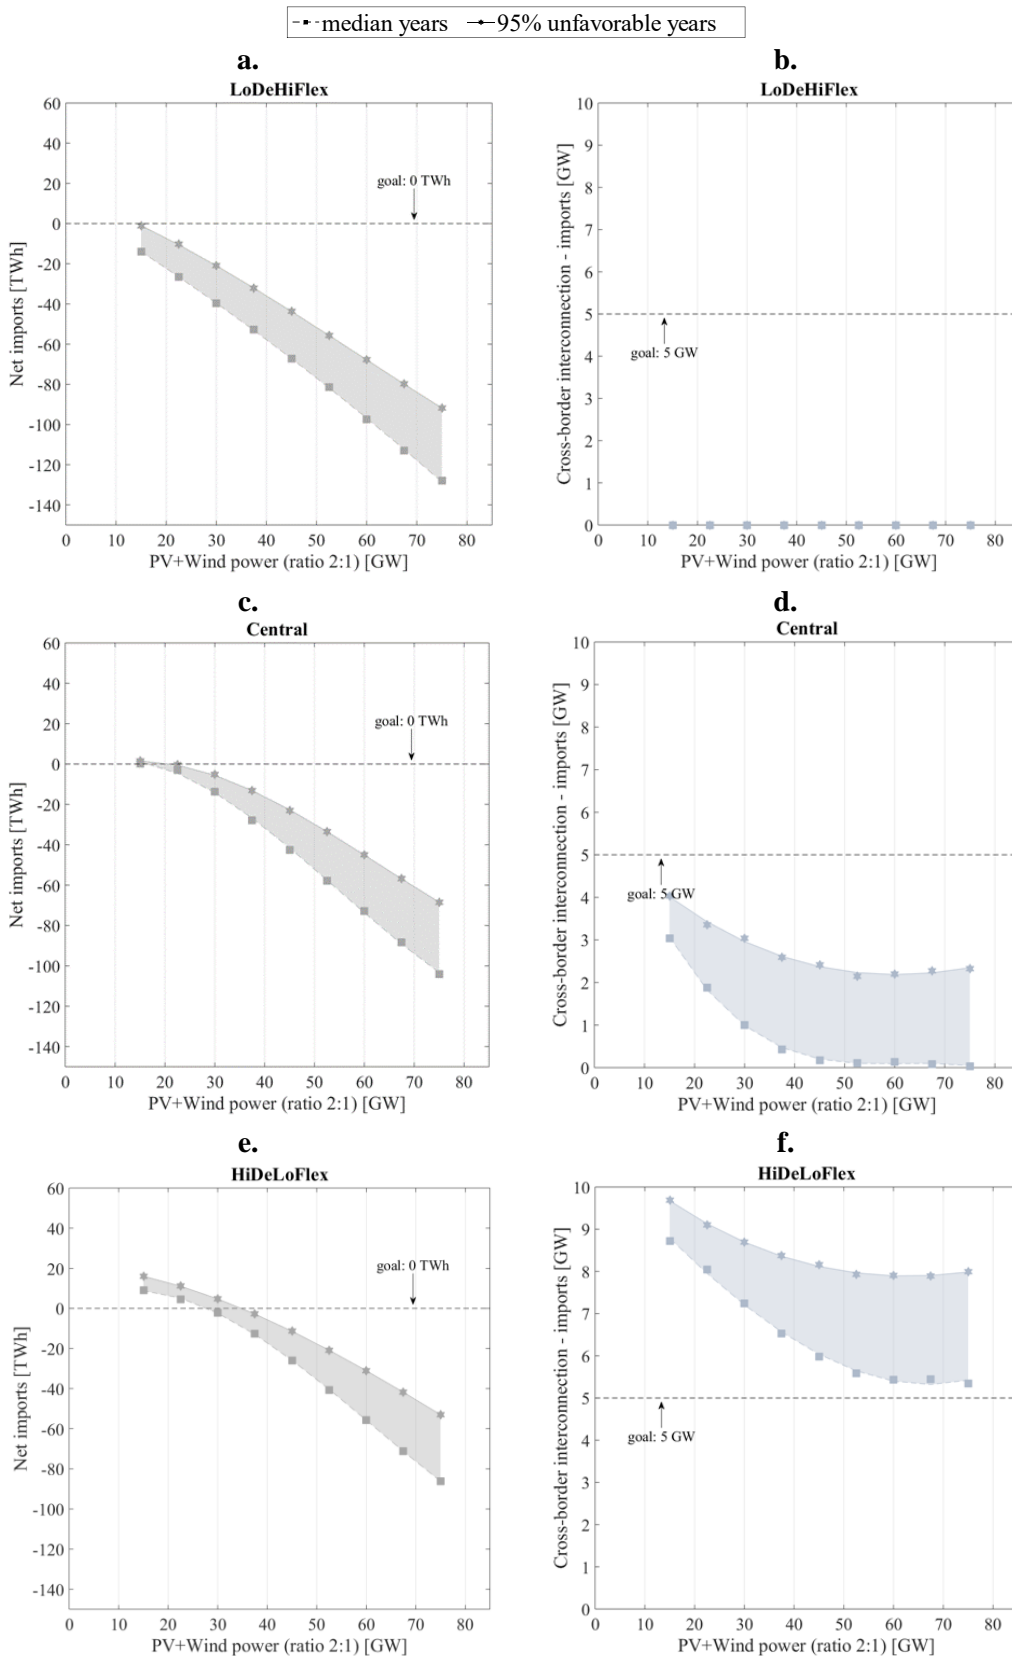 median years 95% unfavorable years
a.
LoDeHiFlex
60
40
20
0
-20
-40
-60
-80
-100
-120
-140
Net imports [TWh]
goal: 0 TWh
0 10 20 30 40 50 60 70 80
PV+Wind power (ratio 2:1) [GW]
b.
LoDeHiFlex
10
9
8
7
6
5
4
3
2
1
0
Cross-border interconnection - imports [GW]
goal: 5 GW
0 10 20 30 40 50 60 70 80
PV+Wind power (ratio 2:1) [GW]
c.
Central
60
40
20
0
-20
-40
-60
-80
-100
-120
-140
Net imports [TWh]
goal: 0 TWh
0 10 20 30 40 50 60 70 80
PV+Wind power (ratio 2:1) [GW]
d.
Central
10
9
8
7
6
5
4
3
2
1
0
Cross-border interconnection - imports [GW]
goal: 5 GW
0 10 20 30 40 50 60 70 80
PV+Wind power (ratio 2:1) [GW]
e.
HiDeLoFlex
60
40
20
0
-20
-40
-60
-80
-100
-120
-140
Net imports [TWh]
goal: 0 TWh
0 10 20 30 40 50 60 70 80
PV+Wind power (ratio 2:1) [GW]
f.
HiDeLoFlex
10
9
8
7
6
5
4
3
2
1
0
Cross-border interconnection - imports [GW]
goal: 5 GW
0 10 20 30 40 50 60 70 80
PV+Wind power (ratio 2:1) [GW]